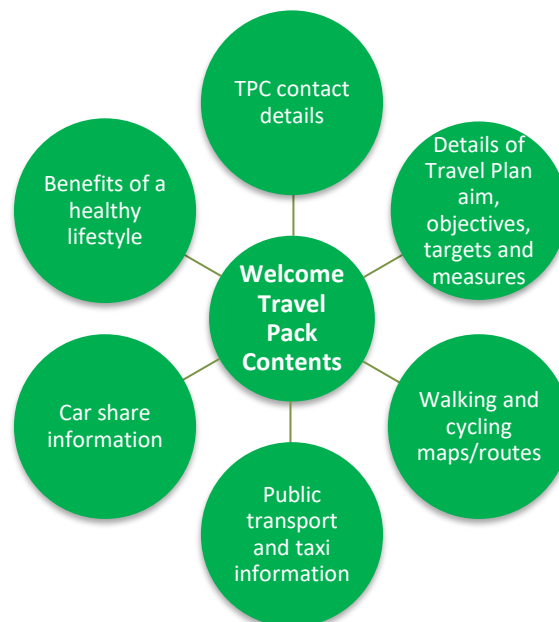 TPC contact
details
Details of
Travel Plan
aim,
objectives,
targets and
measures
Walking and
cycling
maps/routes
Public
transport
and taxi
information
Car share
information
Benefits of a
healthy
lifestyle
Welcome
Travel
Pack
Contents